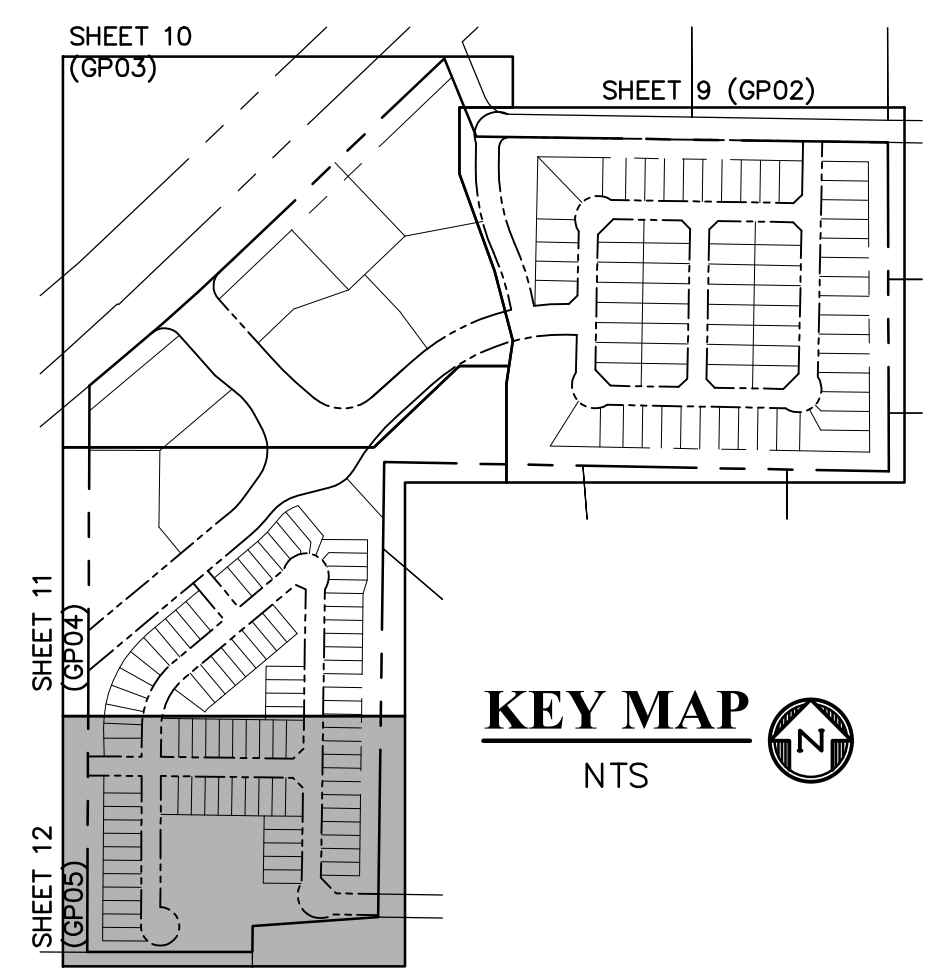 SHEET 10
(GP03)
SHEET 9 (GP02)
SHEET 11
(GP04)
KEY MAP
N
NTS
SHEET 12
(GP05)